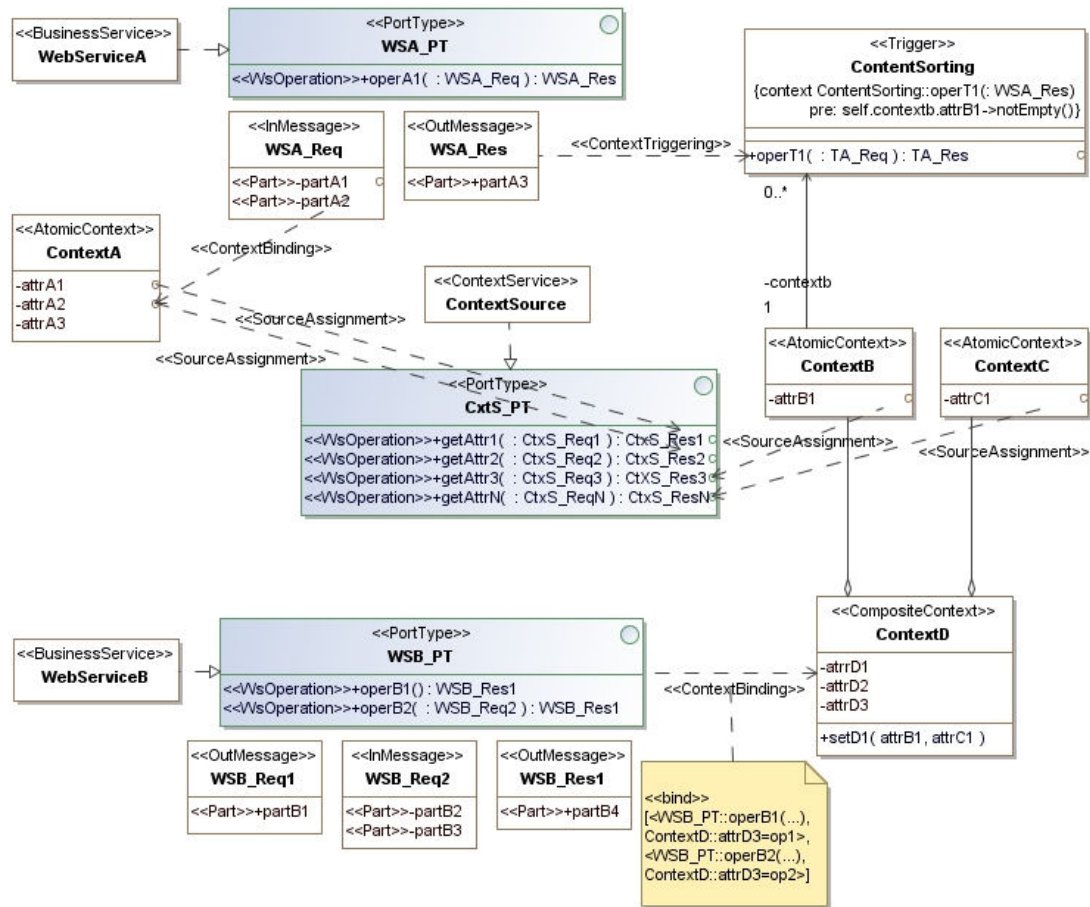 <<BusinessService>>
WebServiceA
<<PortType>>
WSA_PT
<<WsOperation>>+operA1( : WSA_Req ) : WSA_Res
<<Trigger>>
ContentSorting
{context ContentSorting::operT1(: WSA_Res)
pre: self.contextb.attrB1->notEmpty()}
+operT1( : TA_Req ) : TA_Res
<<InMessage>>
WSA_Req
<<Part>>-partA1
<<Part>>-partA2
<<OutMessage>>
WSA_Res
<<Part>>+partA3
<<ContextTriggering>>
0..*
-contextb
1
<<AtomicContext>>
ContextA
-attrA1
-attrA2
-attrA3
<<ContextBinding>>
<<ContextService>>
ContextSource
<<SourceAssignment>>
<<SourceAssignment>>
<<PortType>>
CxtS_PT
<<WsOperation>>+getAttr1( : CtxS_Req1 ) : CtxS_Res1
<<WsOperation>>+getAttr2( : CtxS_Req2 ) : CtxS_Res2
<<WsOperation>>+getAttr3( : CtxS_Req3 ) : CtXS_Res3
<<WsOperation>>+getAttrN( : CtxS_ReqN ) : CtxS_ResN
<<AtomicContext>>
ContextB
-attrB1
<<AtomicContext>>
ContextC
-attrC1
<<SourceAssignment>>
<<SourceAssignment>>
<<BusinessService>>
WebServiceB
<<PortType>>
WSB_PT
<<WsOperation>>+operB1() : WSB_Res1
<<WsOperation>>+operB2( : WSB_Req2 ) : WSB_Res1
<<ContextBinding>>
<<CompositeContext>>
ContextD
-atrrD1
-attrD2
-attrD3
+setD1( attrB1, attrC1 )
<<OutMessage>>
WSB_Req1
<<Part>>+partB1
<<InMessage>>
WSB_Req2
<<Part>>-partB2
<<Part>>-partB3
<<OutMessage>>
WSB_Res1
<<Part>>+partB4
<<bind>>
[<WSB_PT::operB1(...),
ContextD::attrD3=op1>,
<WSB_PT::operB2(...),
ContextD::attrD3=op2>]